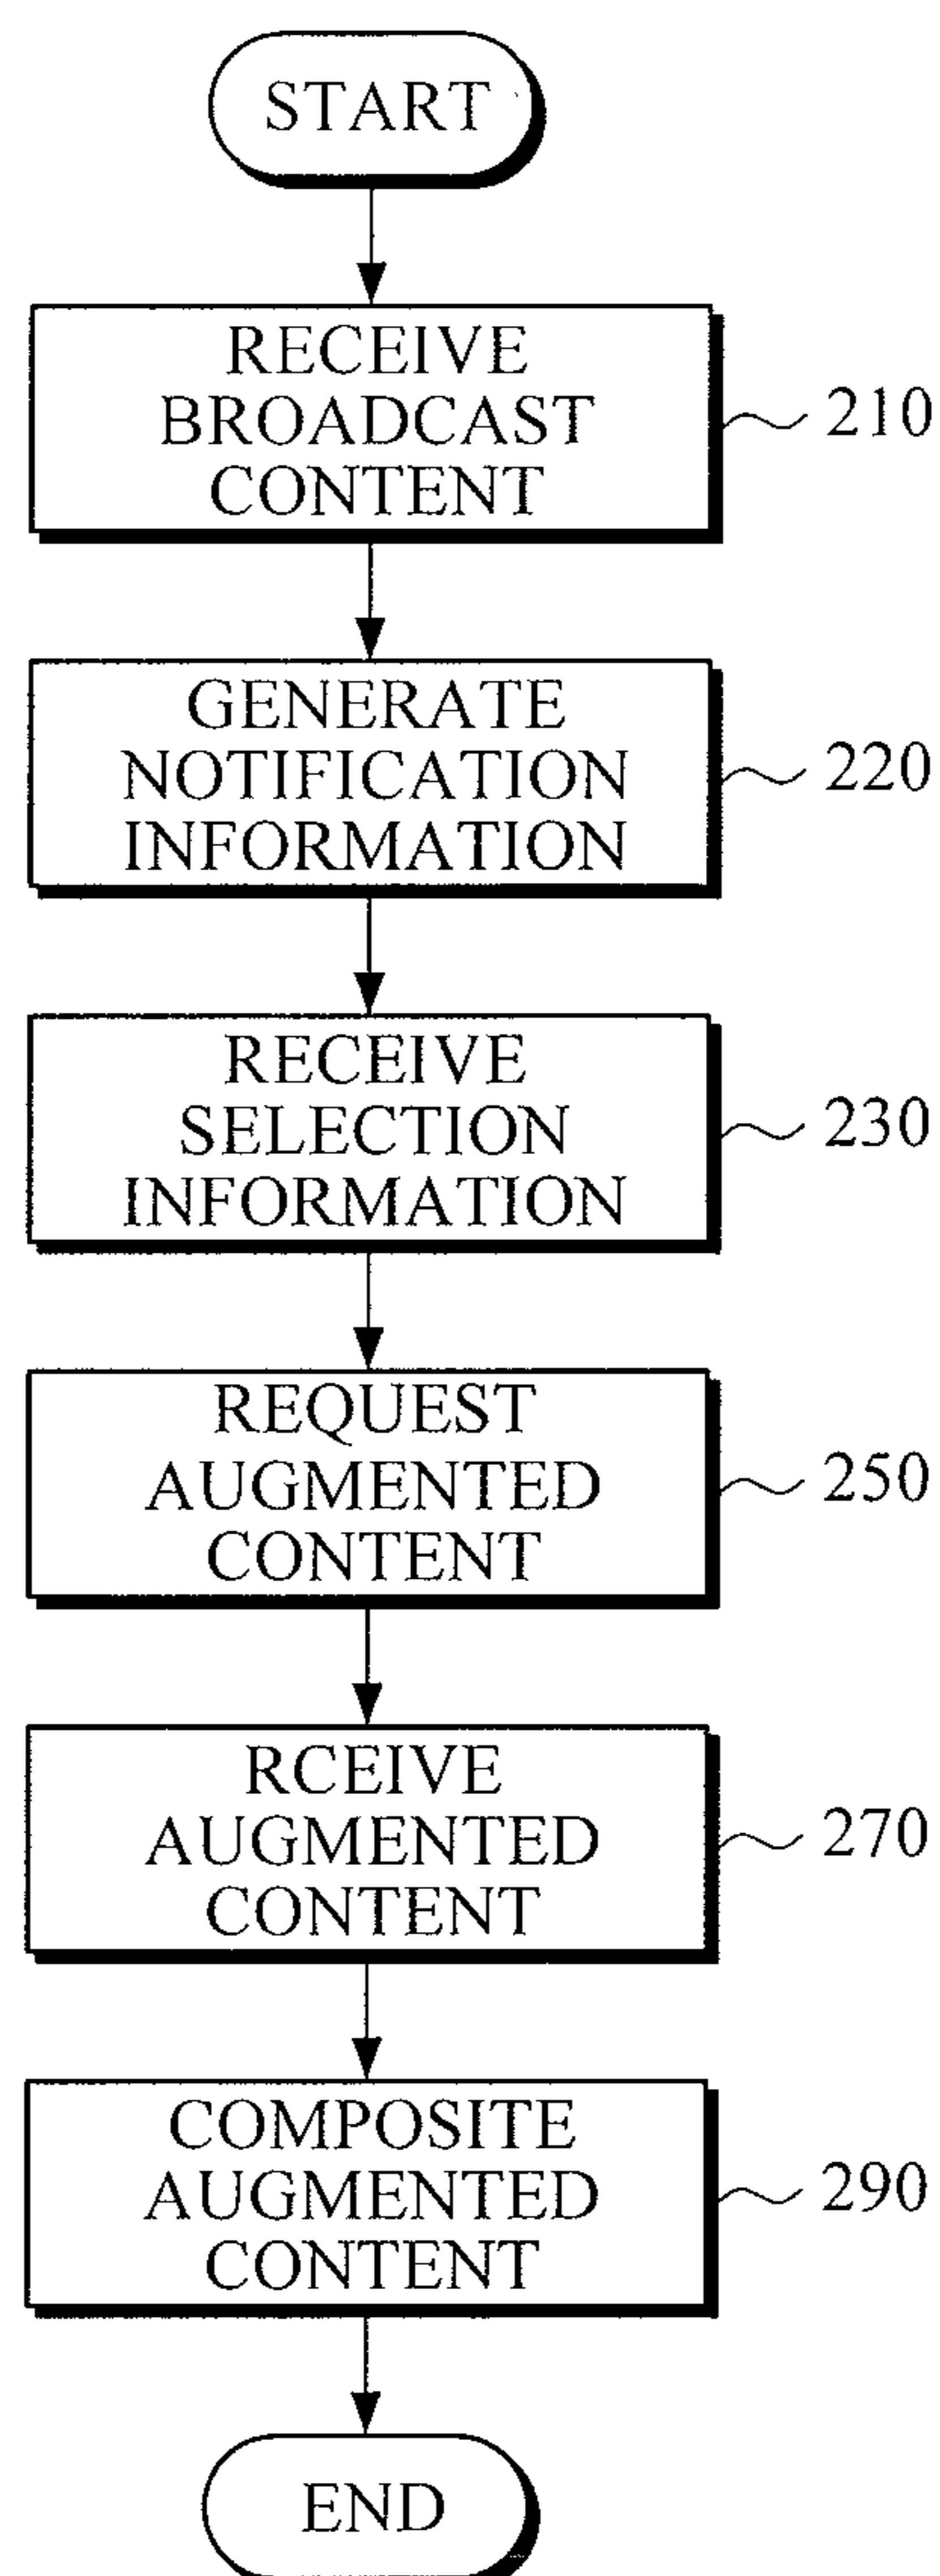 START
RECEIVE
BROADCAST
CONTENT
210
GENERATE
NOTIFICATION
INFORMATION
220
RECEIVE
SELECTION
INFORMATION
230
REQUEST
AUGMENTED
CONTENT
250
RCEIVE
AUGMENTED
CONTENT
270
COMPOSITE
AUGMENTED
CONTENT
290
END